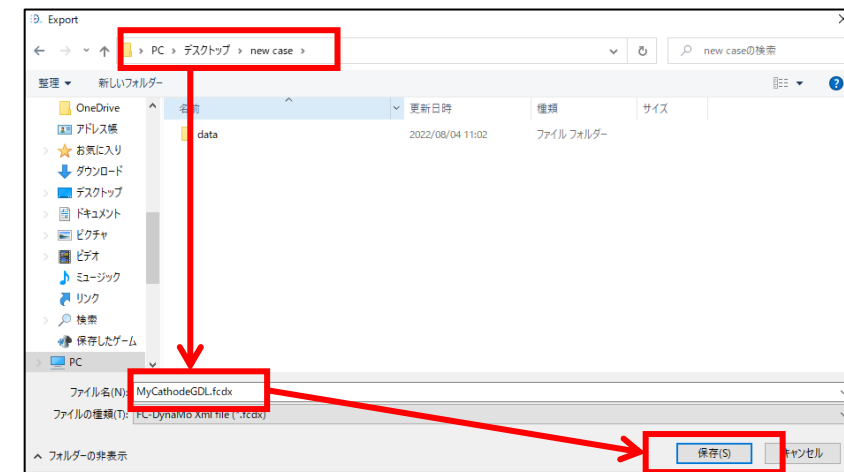 Export
PC › デスクトップ › new case ›
new caseの検索
整理 新しいフォルダー
名前 更新日時 種類 サイズ
OneDrive
アドレス帳
お気に入り
ダウンロード
デスクトップ
ドキュメント
ピクチャ
ビデオ
ミュージック
リンク
検索
保存したゲーム
PC
data 2022/08/04 11:02 ファイル フォルダー
ファイル名(N): MyCathodeGDL.fcdx
ファイルの種類(T): FC-DynaMo Xml file (*.fcdx)
フォルダーの非表示
保存(S) キャンセル